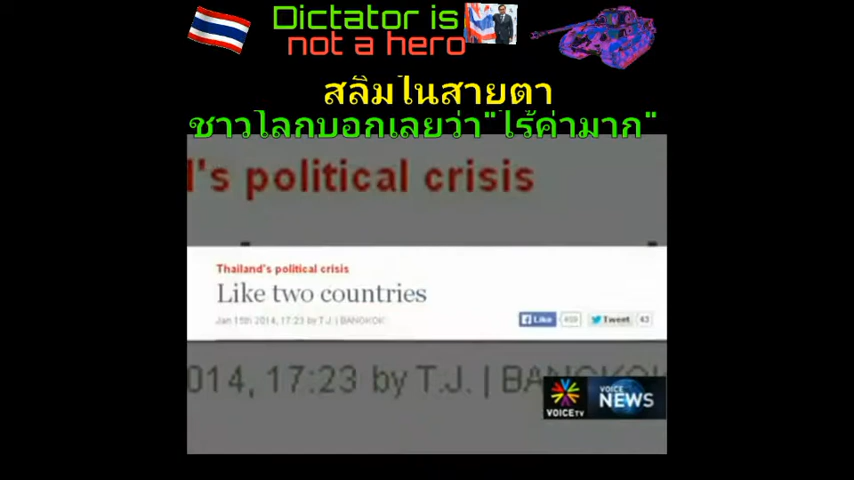 Dictator is
not a hero
สลิ่มในสายตา
ชาวโลกบอกเลยว่า"ไร้ค่ามาก"
l's political crisis
Thailand's political crisis
Like two countries
Jan 15th 2014, 17:23 by T.J. | BANGKOK
Like
Tweet 43
014, 17:23 by T.J. | BANGKOK
VOICE TV
VOICE NEWS